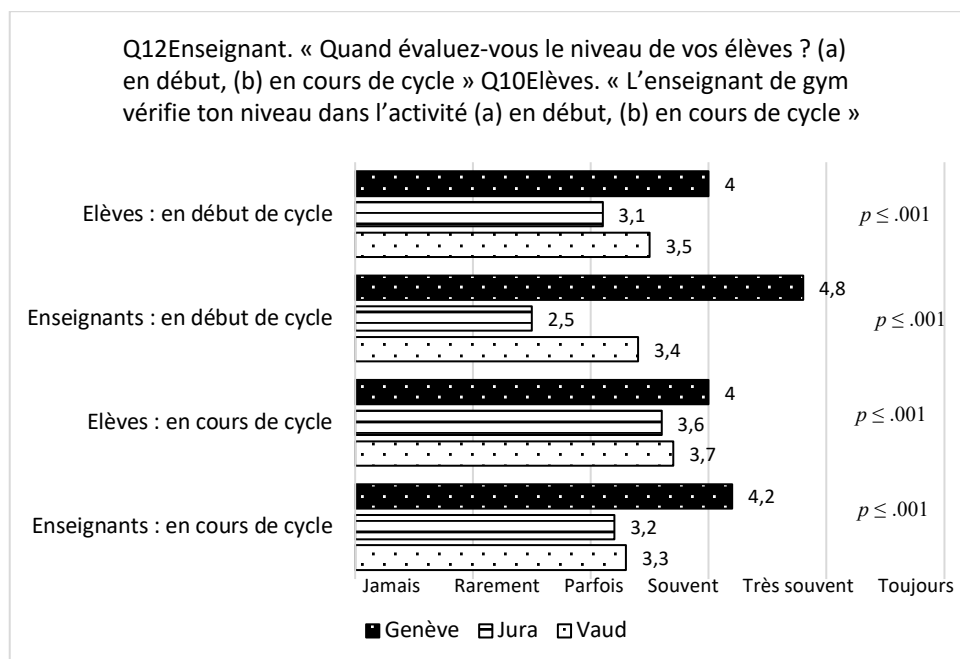 Q12Enseignant. « Quand évaluez-vous le niveau de vos élèves ? (a)
en début, (b) en cours de cycle » Q10Elèves. « L’enseignant de gym
vérifie ton niveau dans l’activité (a) en début, (b) en cours de cycle »
Elèves : en début de cycle
4
3,1
3,5
p ≤ .001
Enseignants : en début de cycle
4,8
2,5
3,4
p ≤ .001
Elèves : en cours de cycle
4
3,6
3,7
p ≤ .001
Enseignants : en cours de cycle
4,2
3,2
3,3
p ≤ .001
Jamais Rarement Parfois Souvent Très souvent Toujours
Genève Jura Vaud